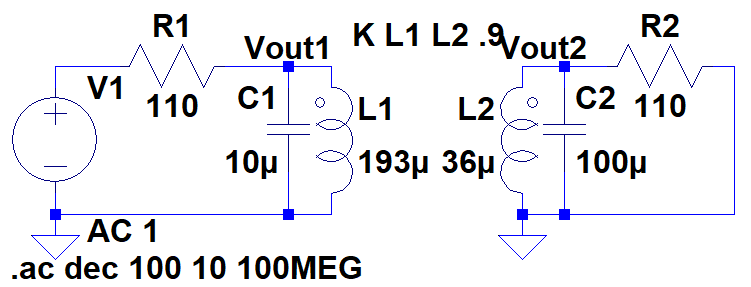 R1
Vout1
K L1 L2 .9
Vout2
R2
V1
110
C1
L1
L2
C2
110
10µ
193µ
36µ
100µ
AC 1
.ac dec 100 10 100MEG